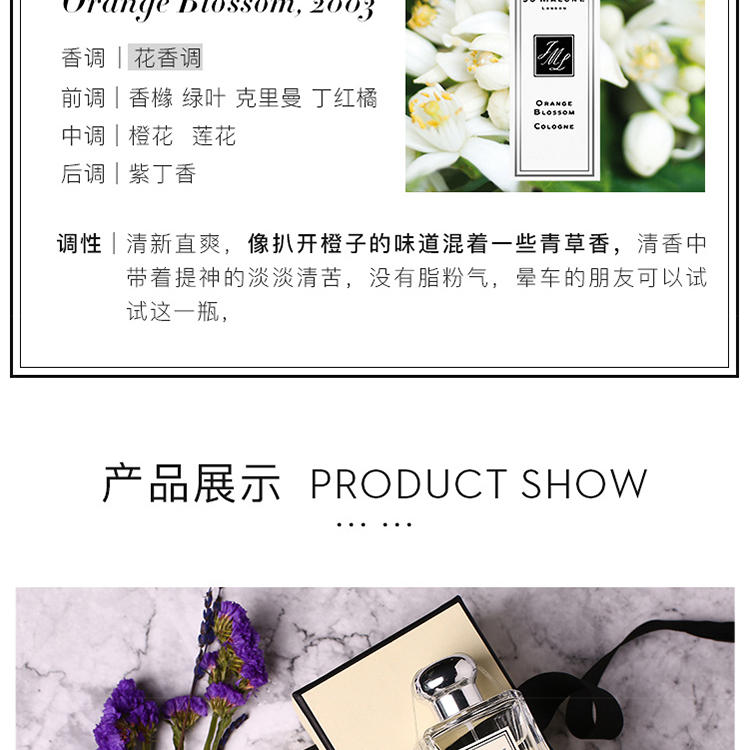 Orange Blossom, 2003
香调 | 花香调
前调 | 香橼 绿叶 克里曼 丁红橘
中调 | 橙花 莲花
后调 | 紫丁香
JO MALONE
LONDON
JML
ORANGE
BLOSSOM
COLOGNE
调性 | 清新直爽，像扒开橙子的味道混着一些青草香，清香中
带着提神的淡淡清苦，没有脂粉气，晕车的朋友可以试
试这一瓶，
产品展示 PRODUCT SHOW
... ...